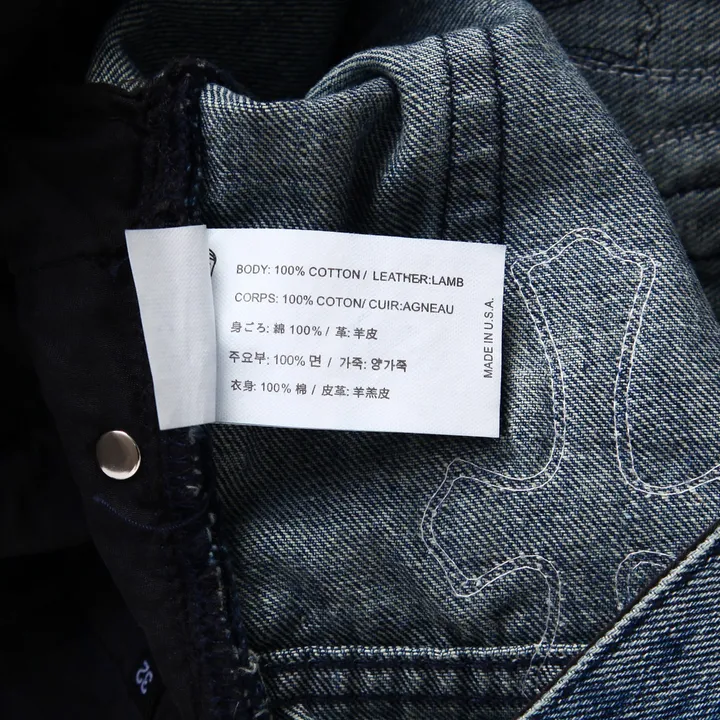 BODY: 100% COTTON / LEATHER:LAMB
CORPS: 100% COTON/ CUIR:AGNEAU
身ごろ: 綿 100% / 革: 羊皮
주요부: 100% 면 / 가죽: 양가죽
衣身: 100% 棉 / 皮革: 羊羔皮
MADE IN U.S.A.
32